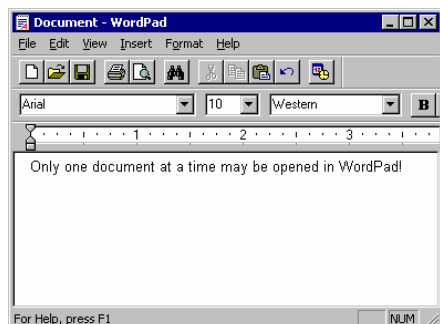 Document - WordPad
File Edit View Insert Format Help
Arial 10 Western B
1 2 3
Only one document at a time may be opened in WordPad!
For Help, press F1 NUM